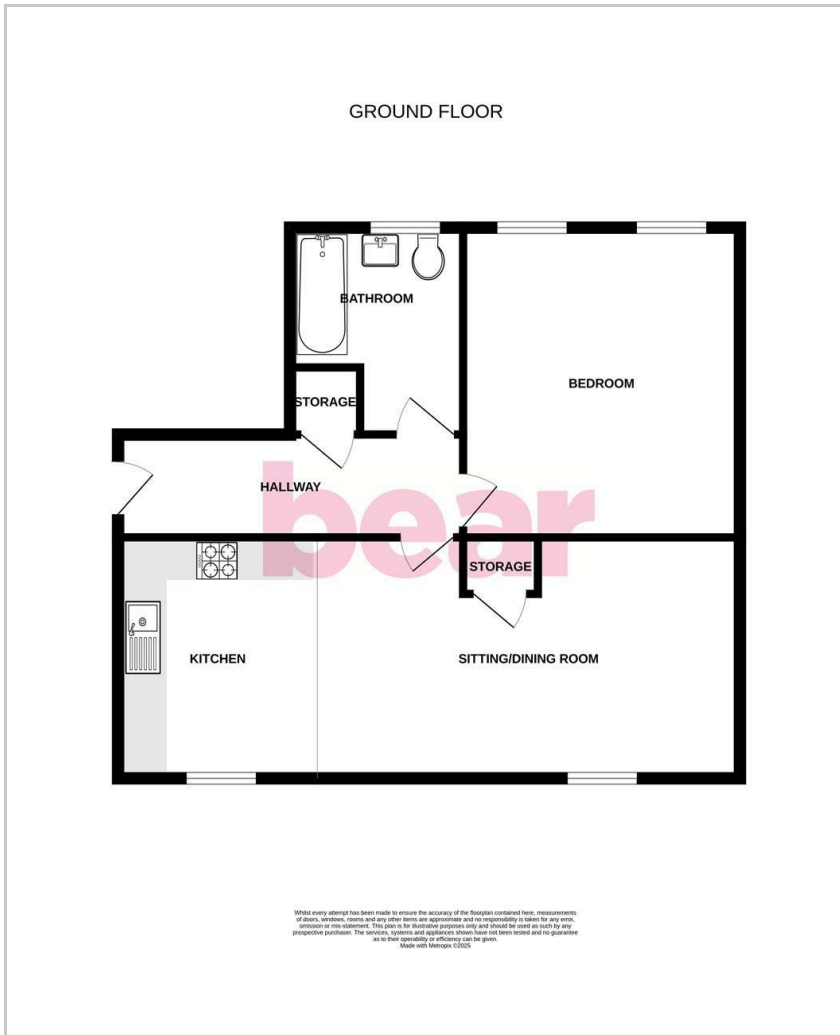 GROUND FLOOR
BATHROOM
BEDROOM
STORAGE
HALLWAY
bear
STORAGE
KITCHEN
SITTING/DINING ROOM
Whilst every attempt has been made to ensure the accuracy of the floorplan contained here, measurements
of doors, windows, rooms and any other items are approximate and no responsibility is taken for any error,
omission or mis-statement. This plan is for illustrative purposes only and should be used as such by any
prospective purchaser. The services, systems and appliances shown have not been tested and no guarantee
as to their operability or efficiency can be given.
Made with Metropix ©2025